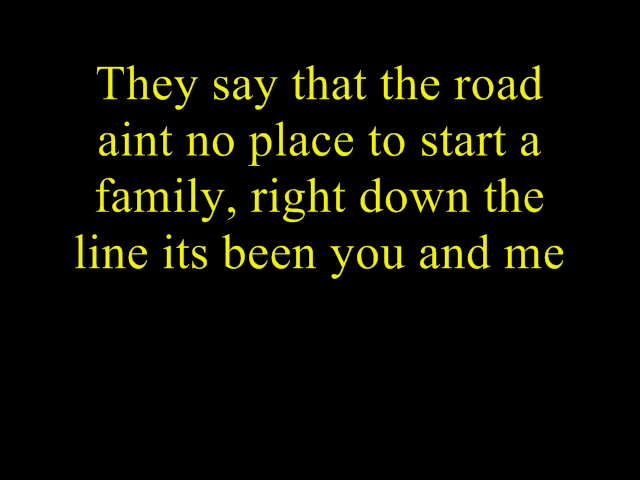 They say that the road
aint no place to start a
family, right down the
line its been you and me